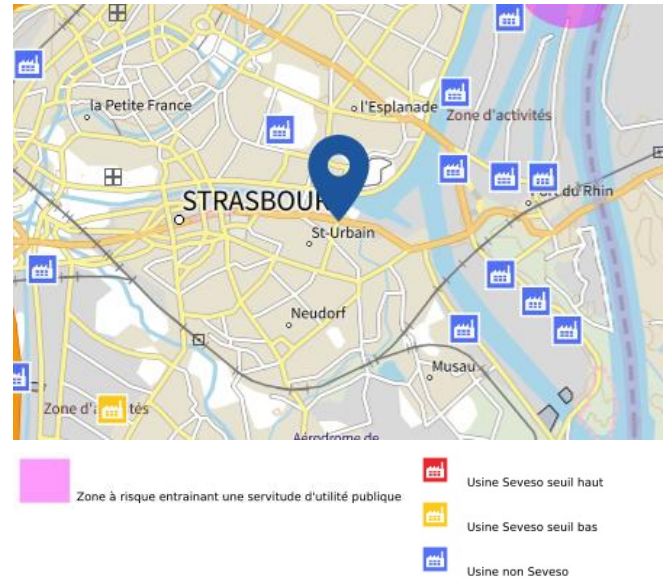 la Petite France
l'Esplanade
Zone d'activités
STRASBOUR
du Rhin
St-Urbain
Neudorf
Musau
Zone d'a tés
Aérodrome de
Zone à risque entrainant une servitude d'utilité publique
Usine Seveso seuil haut
Usine Seveso seuil bas
Usine non Seveso